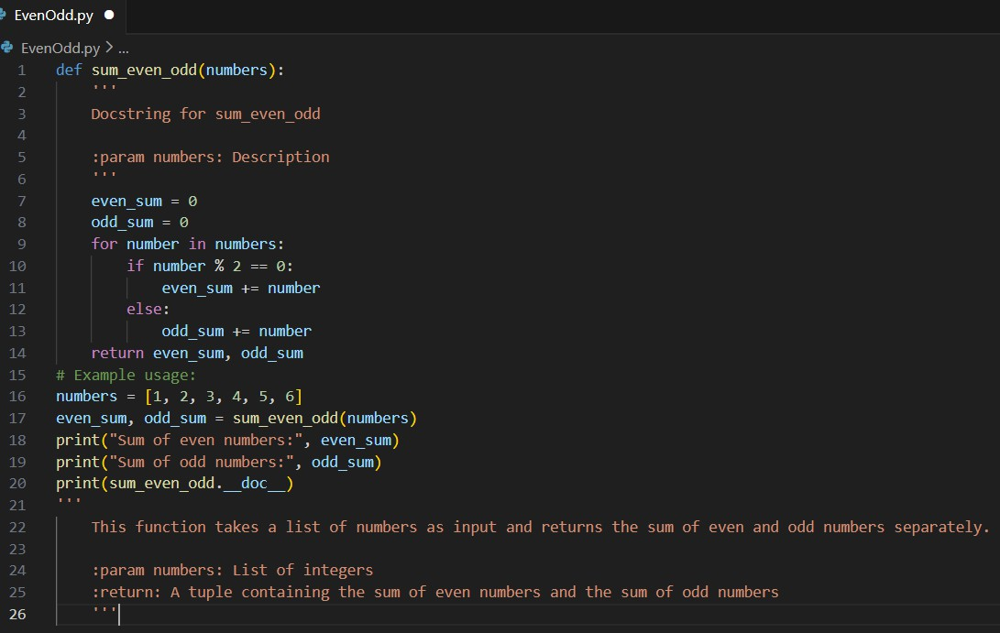 EvenOdd.py
EvenOdd.py > ...
1 def sum_even_odd(numbers):
2     '''
3     Docstring for sum_even_odd
4
5     :param numbers: Description
6     '''
7     even_sum = 0
8     odd_sum = 0
9     for number in numbers:
10         if number % 2 == 0:
11             even_sum += number
12         else:
13             odd_sum += number
14     return even_sum, odd_sum
15 # Example usage:
16 numbers = [1, 2, 3, 4, 5, 6]
17 even_sum, odd_sum = sum_even_odd(numbers)
18 print("Sum of even numbers:", even_sum)
19 print("Sum of odd numbers:", odd_sum)
20 print(sum_even_odd.__doc__)
21 '''
22     This function takes a list of numbers as input and returns the sum of even and odd numbers separately.
23
24     :param numbers: List of integers
25     :return: A tuple containing the sum of even numbers and the sum of odd numbers
26     '''